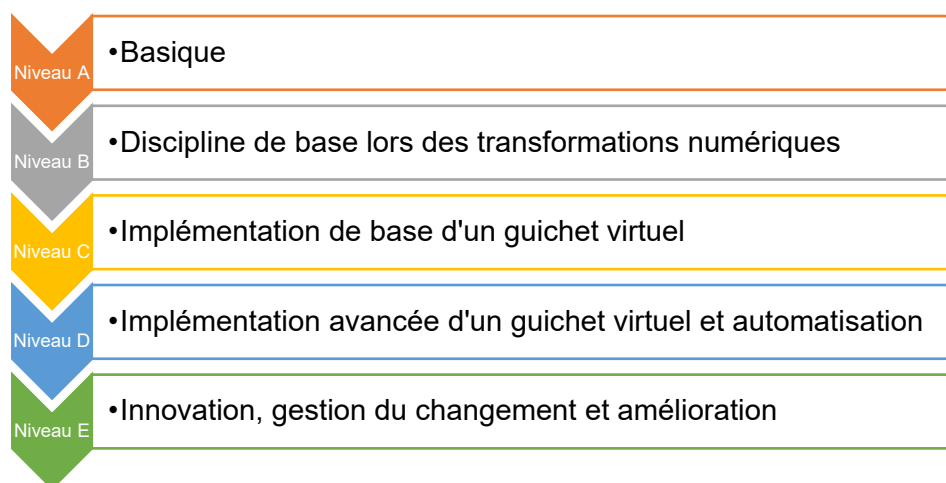 Niveau A
•Basique
Niveau B
•Discipline de base lors des transformations numériques
Niveau C
•Implémentation de base d'un guichet virtuel
Niveau D
•Implémentation avancée d'un guichet virtuel et automatisation
Niveau E
•Innovation, gestion du changement et amélioration